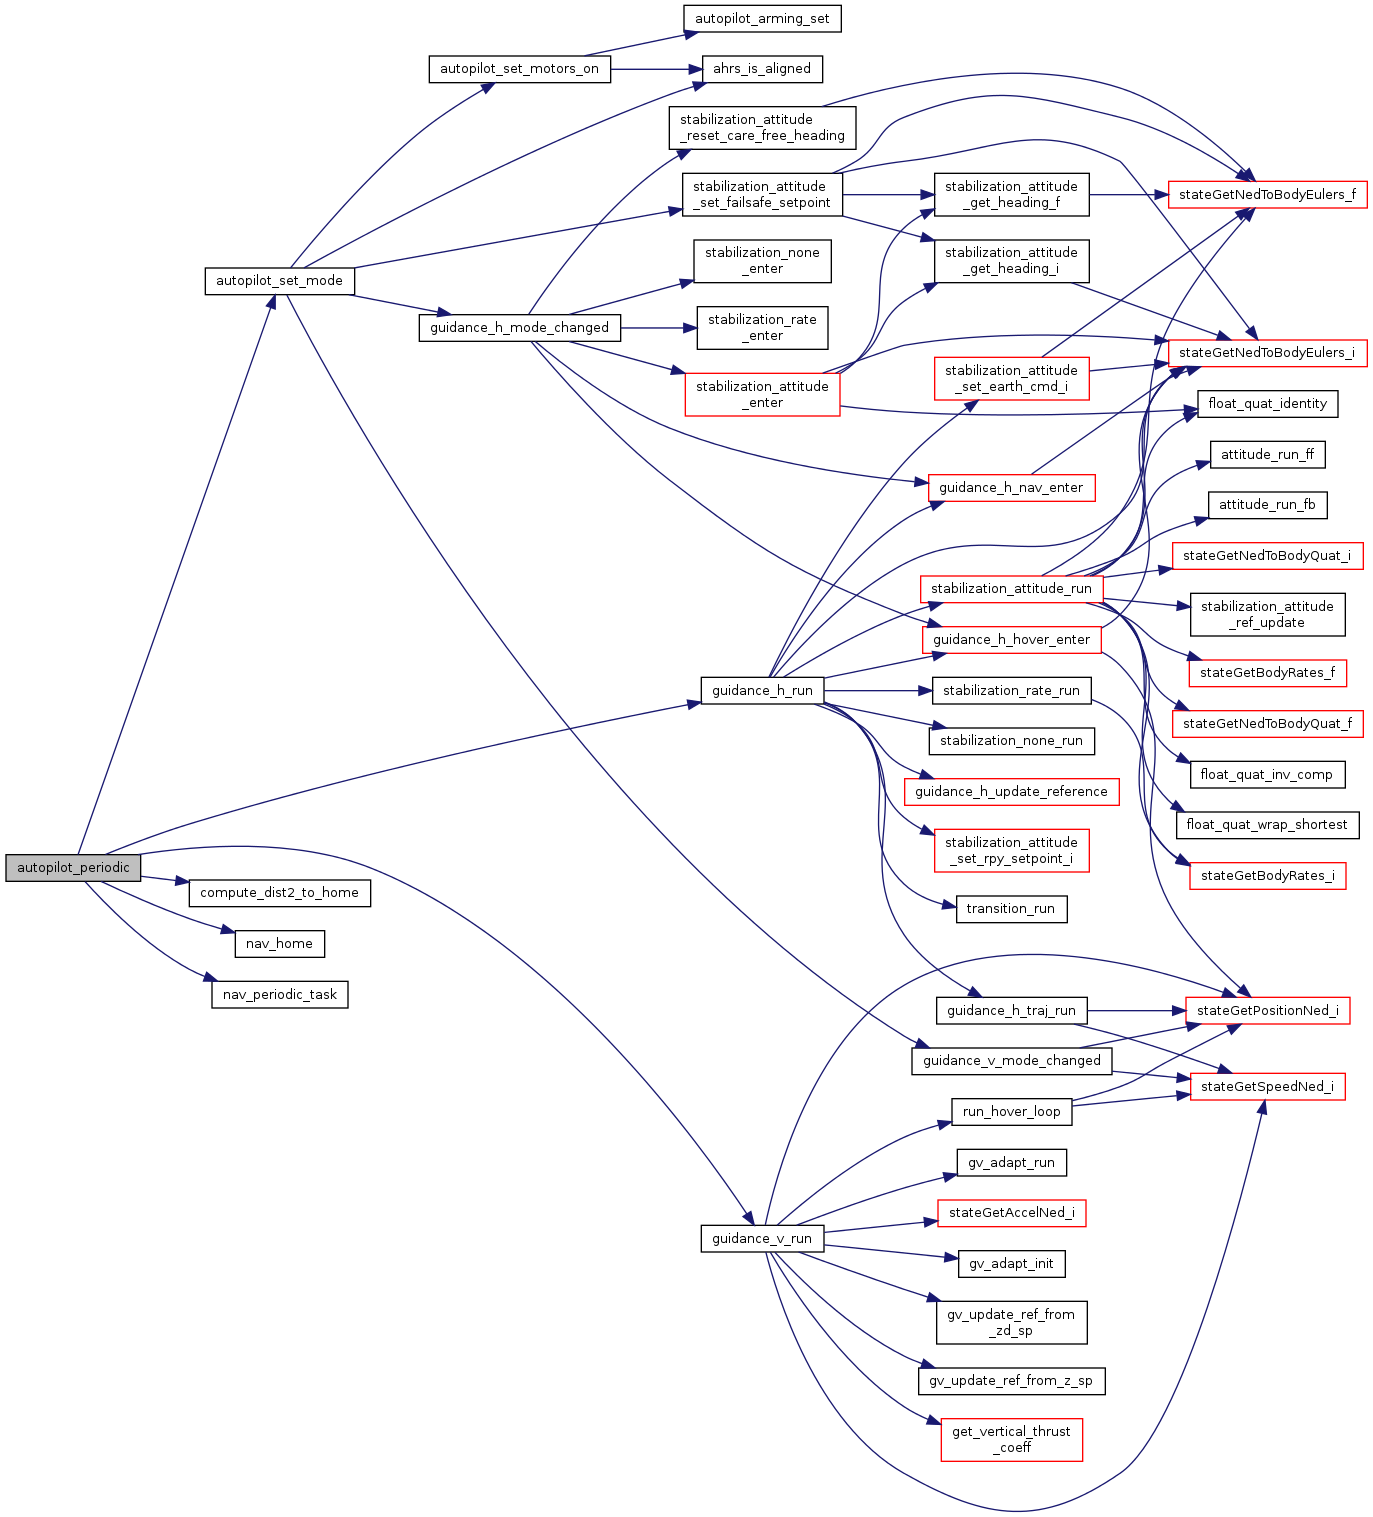 autopilot_arming_set
autopilot_set_motors_on
ahrs_is_aligned
stabilization_attitude
_reset_care_free_heading
stabilization_attitude
_set_failsafe_setpoint
stabilization_attitude
_get_heading_f
stateGetNedToBodyEulers_f
stabilization_none
_enter
stabilization_attitude
_get_heading_i
autopilot_set_mode
guidance_h_mode_changed
stabilization_rate
_enter
stateGetNedToBodyEulers_i
stabilization_attitude
_enter
stabilization_attitude
_set_earth_cmd_i
float_quat_identity
attitude_run_ff
guidance_h_nav_enter
attitude_run_fb
stateGetNedToBodyQuat_i
stabilization_attitude_run
stabilization_attitude
_ref_update
guidance_h_hover_enter
stateGetBodyRates_f
guidance_h_run
stabilization_rate_run
stateGetNedToBodyQuat_f
stabilization_none_run
float_quat_inv_comp
guidance_h_update_reference
float_quat_wrap_shortest
stabilization_attitude
_set_rpy_setpoint_i
autopilot_periodic
stateGetBodyRates_i
compute_dist2_to_home
transition_run
nav_home
nav_periodic_task
guidance_h_traj_run
stateGetPositionNed_i
guidance_v_mode_changed
stateGetSpeedNed_i
run_hover_loop
gv_adapt_run
stateGetAccelNed_i
guidance_v_run
gv_adapt_init
gv_update_ref_from
_zd_sp
gv_update_ref_from_z_sp
get_vertical_thrust
_coeff